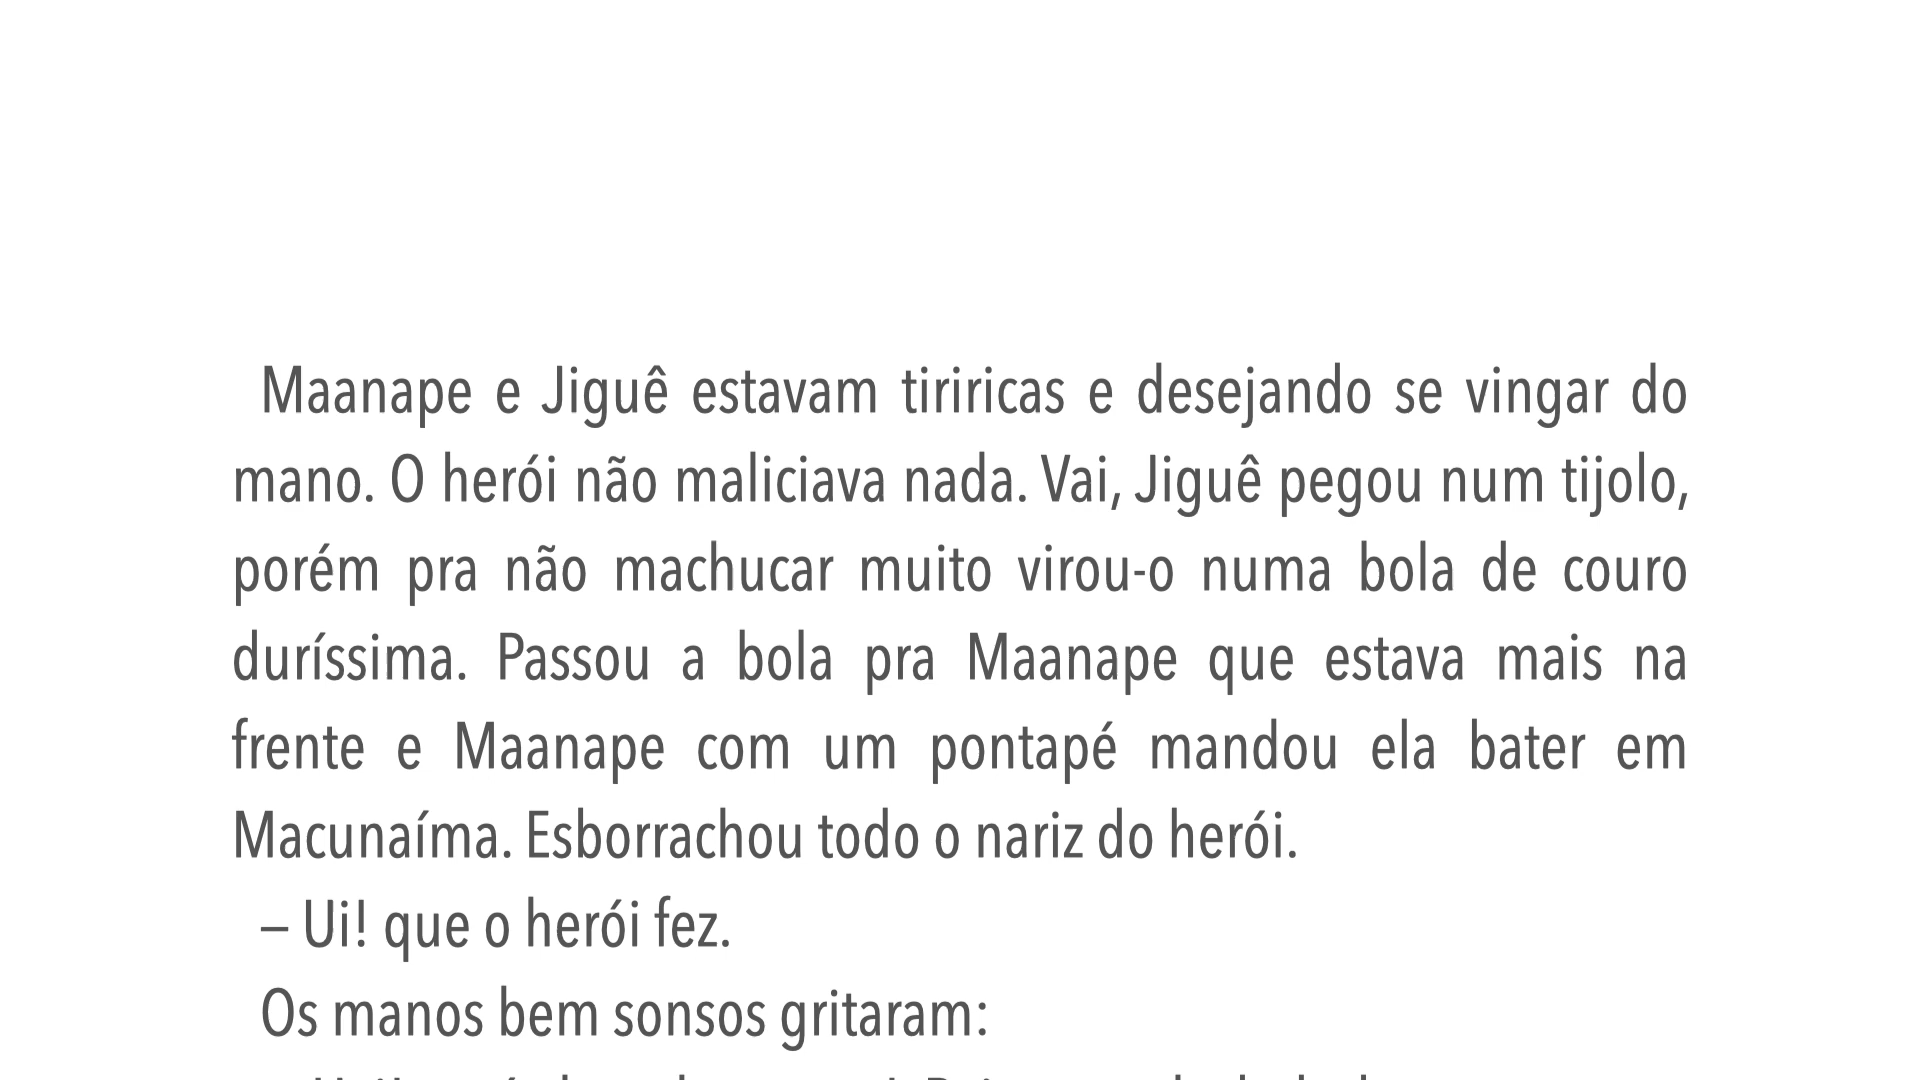 Maanape e Jiguê estavam tiriricas e desejando se vingar do
mano. O herói não maliciava nada. Vai, Jiguê pegou num tijolo,
porém pra não machucar muito virou-o numa bola de couro
duríssima. Passou a bola pra Maanape que estava mais na
frente e Maanape com um pontapé mandou ela bater em
Macunaíma. Esborrachou todo o nariz do herói.
– Ui! que o herói fez.
Os manos bem sonsos gritaram: